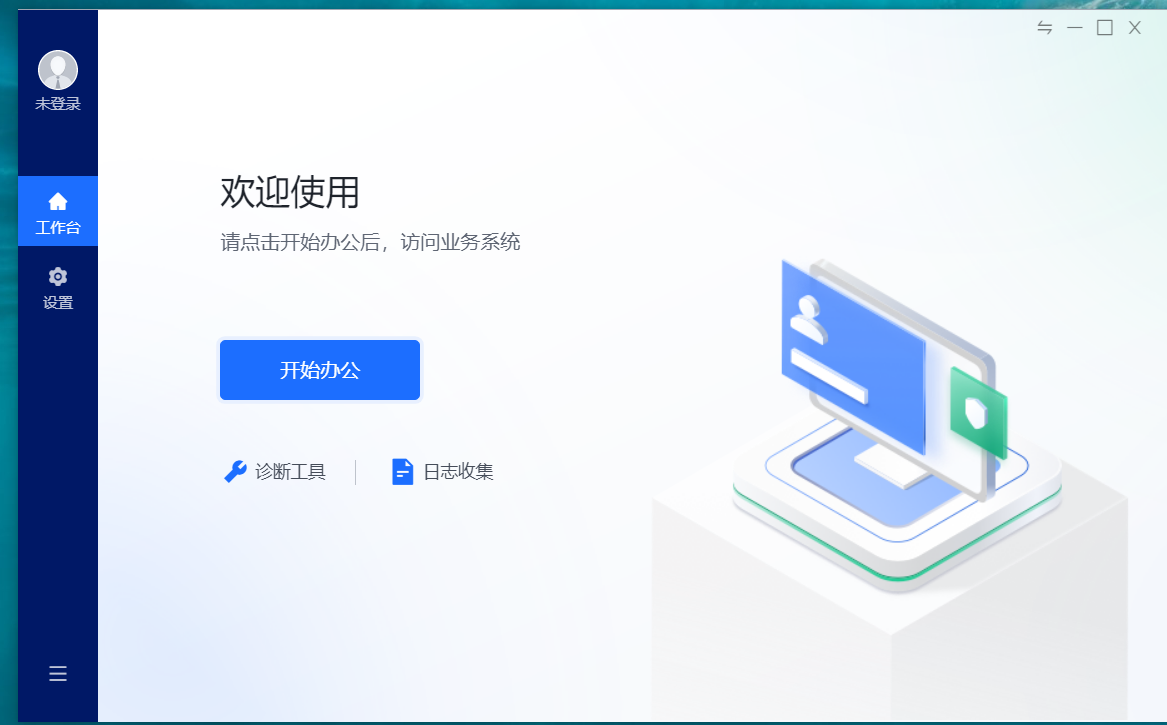 未登录
工作台
设置
欢迎使用
请点击开始办公后，访问业务系统
开始办公
诊断工具
日志收集